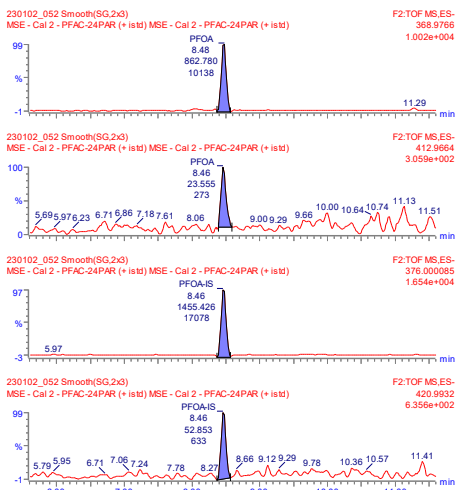 230102_052 Smooth(SG,2x3) F2:TOF MS,ES-
MSE - Cal 2 - PFAC-24PAR (+ istd) MSE - Cal 2 - PFAC-24PAR (+ istd) 368.9766
1.002e+004
PFOA
8.48
862.780
10138
99
%
-1
11.29
min
230102_052 Smooth(SG,2x3) F2:TOF MS,ES-
MSE - Cal 2 - PFAC-24PAR (+ istd) MSE - Cal 2 - PFAC-24PAR (+ istd) 412.9664
3.059e+002
PFOA
8.46
23.555
273
100
%
0
5.69 5.97 6.23 6.71 6.86 7.18 7.61 8.06 9.00 9.29 9.66 10.00 10.64 10.74 11.13 11.51
min
230102_052 Smooth(SG,2x3) F2:TOF MS,ES-
MSE - Cal 2 - PFAC-24PAR (+ istd) MSE - Cal 2 - PFAC-24PAR (+ istd) 376.000085
1.654e+004
PFOA-IS
8.46
1455.426
17078
97
%
-3
5.97
min
230102_052 Smooth(SG,2x3) F2:TOF MS,ES-
MSE - Cal 2 - PFAC-24PAR (+ istd) MSE - Cal 2 - PFAC-24PAR (+ istd) 420.9932
6.356e+002
PFOA-IS
8.46
52.853
633
99
%
-1
5.79 5.95 6.71 7.06 7.24 7.78 8.27 8.66 9.12 9.29 9.78 10.36 10.57 11.41
min